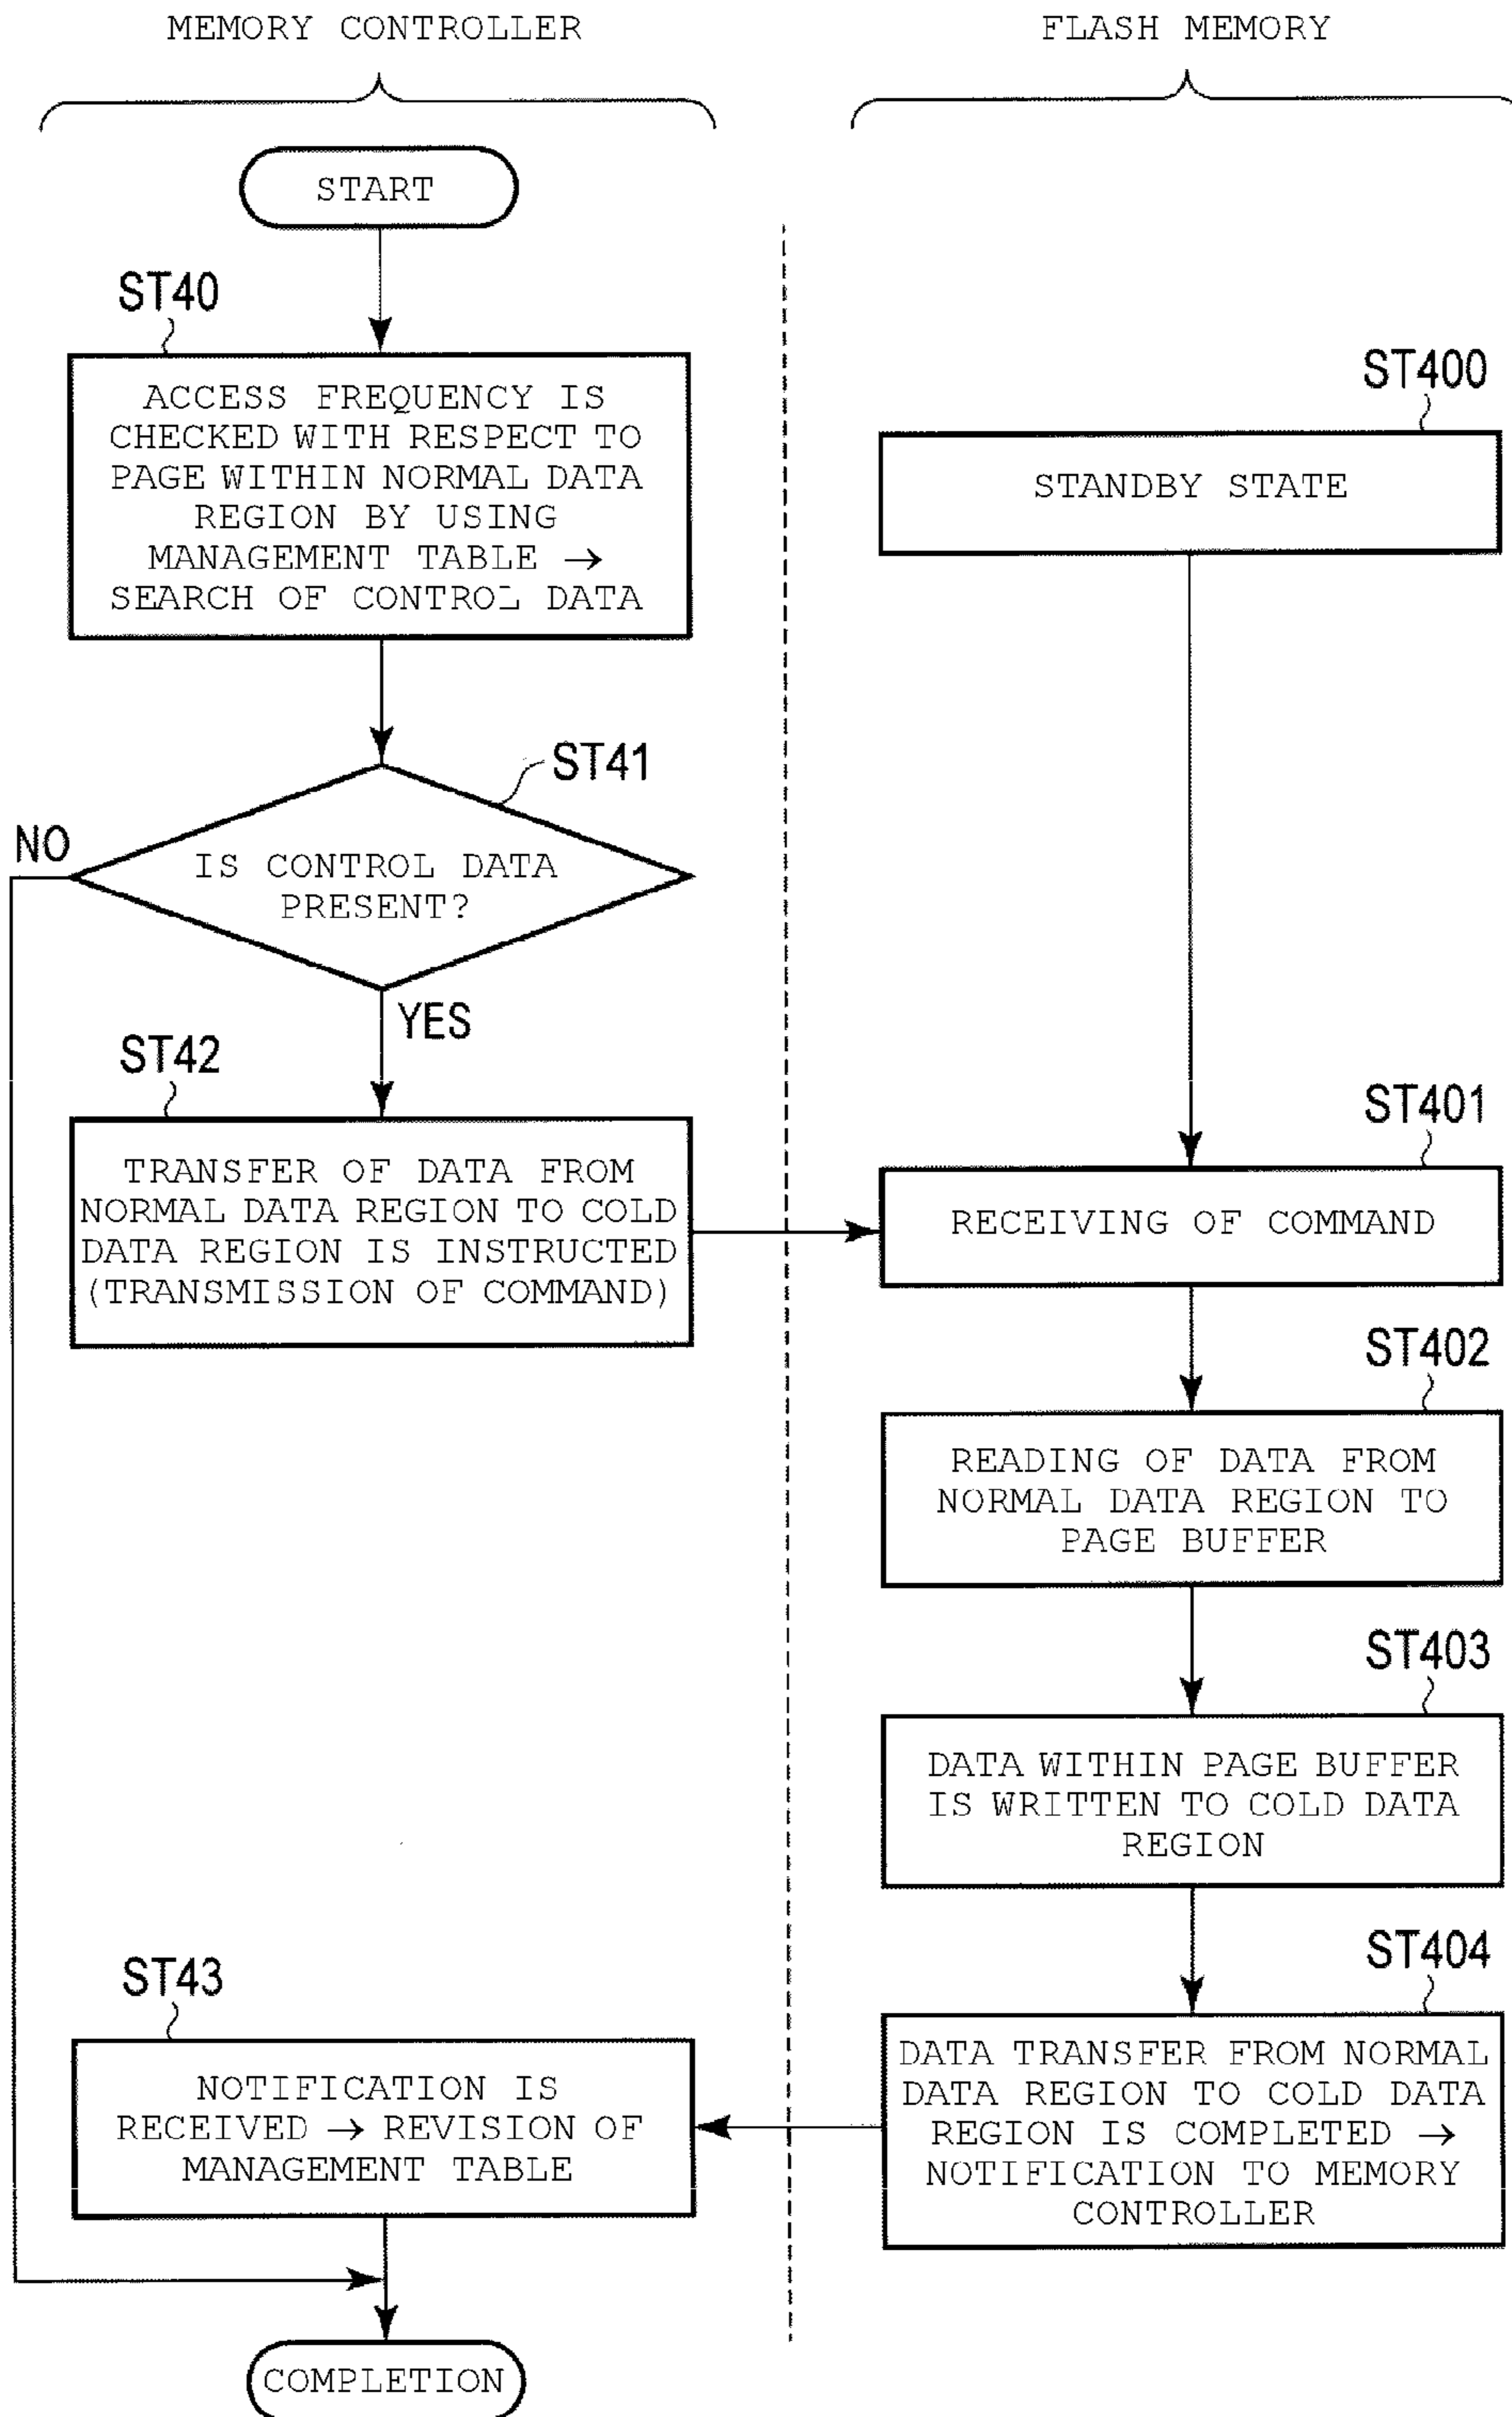 MEMORY CONTROLLER
FLASH MEMORY
START
ST40
ACCESS FREQUENCY IS
CHECKED WITH RESPECT TO
PAGE WITHIN NORMAL DATA
REGION BY USING
MANAGEMENT TABLE →
SEARCH OF CONTROL DATA
ST400
STANDBY STATE
ST41
NO
IS CONTROL DATA
PRESENT?
YES
ST42
TRANSFER OF DATA FROM
NORMAL DATA REGION TO COLD
DATA REGION IS INSTRUCTED
(TRANSMISSION OF COMMAND)
ST401
RECEIVING OF COMMAND
ST402
READING OF DATA FROM
NORMAL DATA REGION TO
PAGE BUFFER
ST403
DATA WITHIN PAGE BUFFER
IS WRITTEN TO COLD DATA
REGION
ST404
DATA TRANSFER FROM NORMAL
DATA REGION TO COLD DATA
REGION IS COMPLETED →
NOTIFICATION TO MEMORY
CONTROLLER
ST43
NOTIFICATION IS
RECEIVED → REVISION OF
MANAGEMENT TABLE
COMPLETION